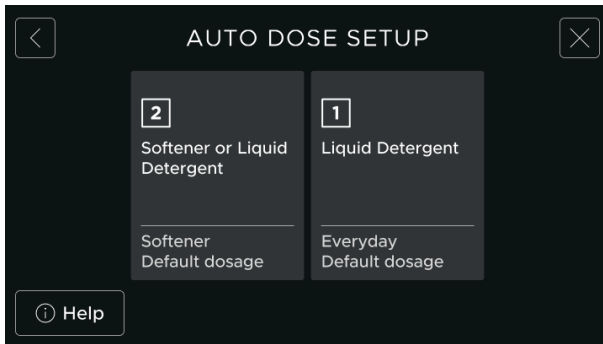 AUTO DOSE SETUP
2
Softener or Liquid
Detergent
Softener
Default dosage
1
Liquid Detergent
Everyday
Default dosage
Help